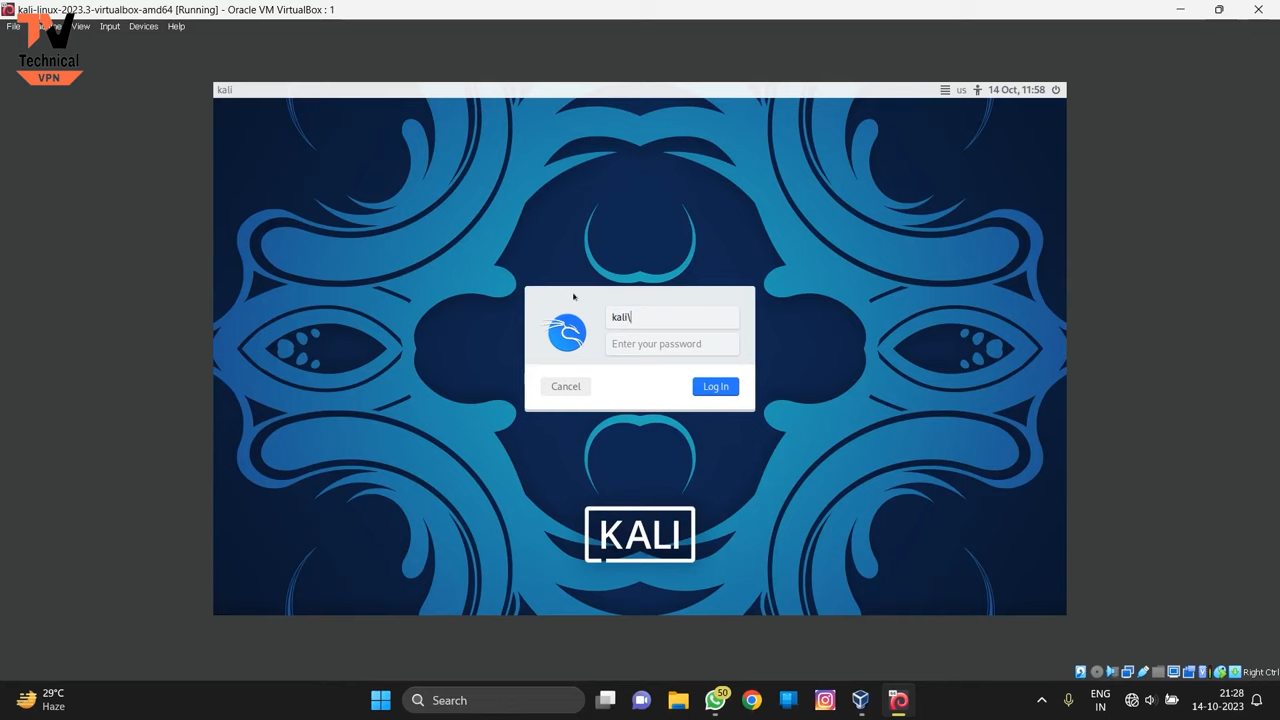 kali-linux-2023.3-virtualbox-amd64 [Running] - Oracle VM VirtualBox : 1
File View Input Devices Help
TV
Technical
VPN
kali us 14 Oct, 11:58
kali\
Enter your password
Cancel Log In
KALI
Right Ctrl
29°C
Haze
Search
50
ENG
IN
21:28
14-10-2023